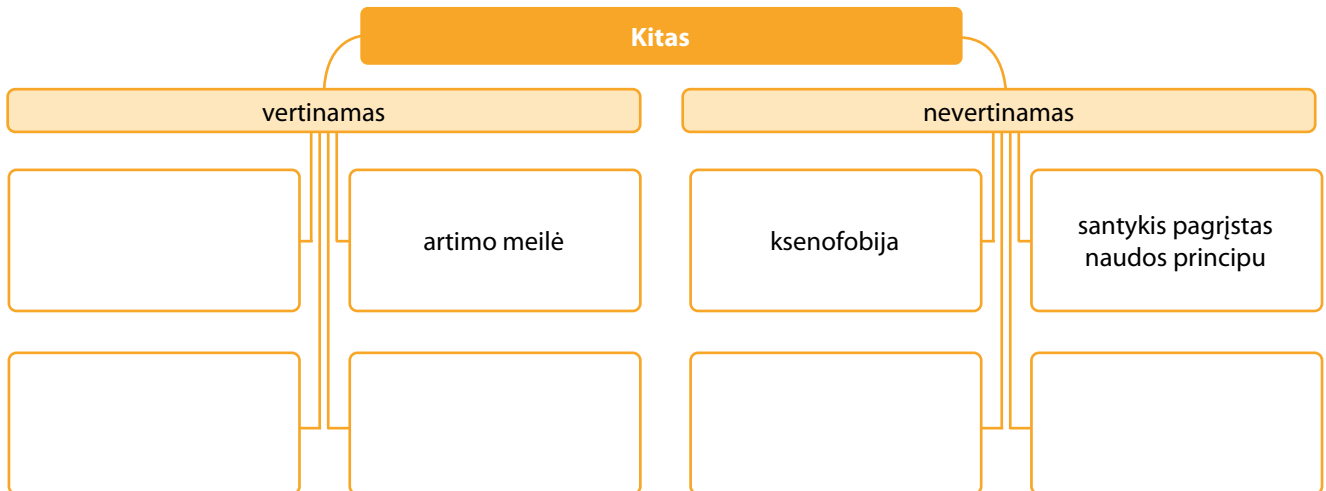 Kitas
vertinamas
nevertinamas
artimo meilė
ksenofobija
santykis pagrįstas
naudos principu